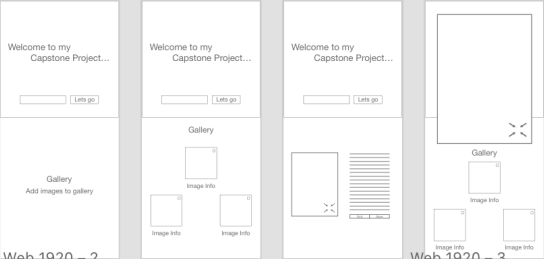 Welcome to my
Capstone Project...
Lets go
Gallery
Add images to gallery
Web 1920 – 2
Welcome to my
Capstone Project...
Lets go
Gallery
Image Info
Image Info
Image Info
Welcome to my
Capstone Project...
Lets go
Gallery
Image Info
Image Info
Image Info
Web 1920 – 3